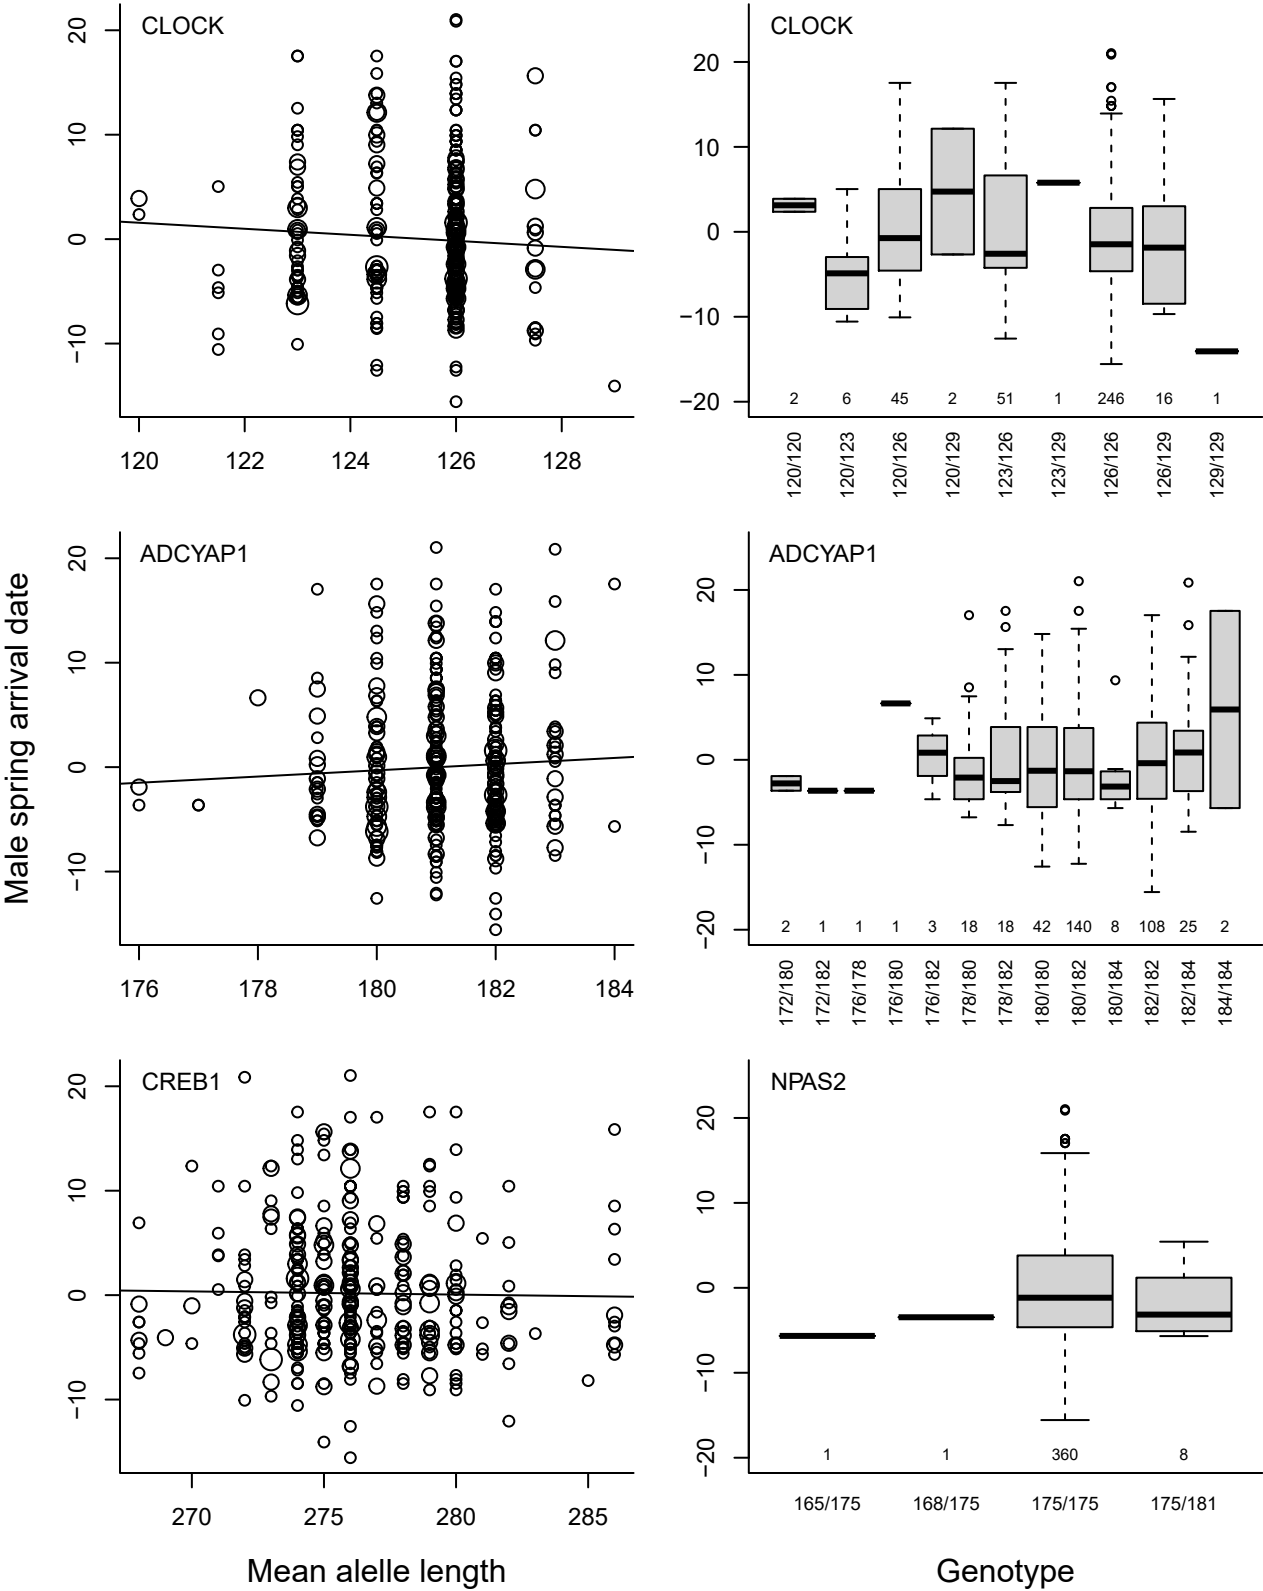 Male spring arrival date
CLOCK
20
10
0
−10
120 122 124 126 128
CLOCK
20
10
0
−10
−20
2 6 45 2 51 1 246 16 1
120/120 120/123 120/126 120/129 123/126 123/129 126/126 126/129 129/129
ADCYAP1
20
10
0
−10
176 178 180 182 184
ADCYAP1
20
10
0
−10
−20
2 1 1 1 3 18 18 42 140 8 108 25 2
172/180 172/182 176/178 176/180 176/182 178/180 178/182 180/180 180/182 180/184 182/182 182/184 184/184
CREB1
20
10
0
−10
270 275 280 285
Mean alelle length
NPAS2
20
10
0
−10
−20
1 1 360 8
165/175 168/175 175/175 175/181
Genotype